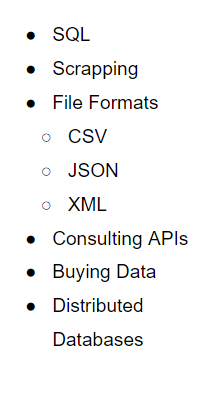 ● SQL
● Scrapping
● File Formats
○ CSV
○ JSON
○ XML
● Consulting APIs
● Buying Data
● Distributed
Databases